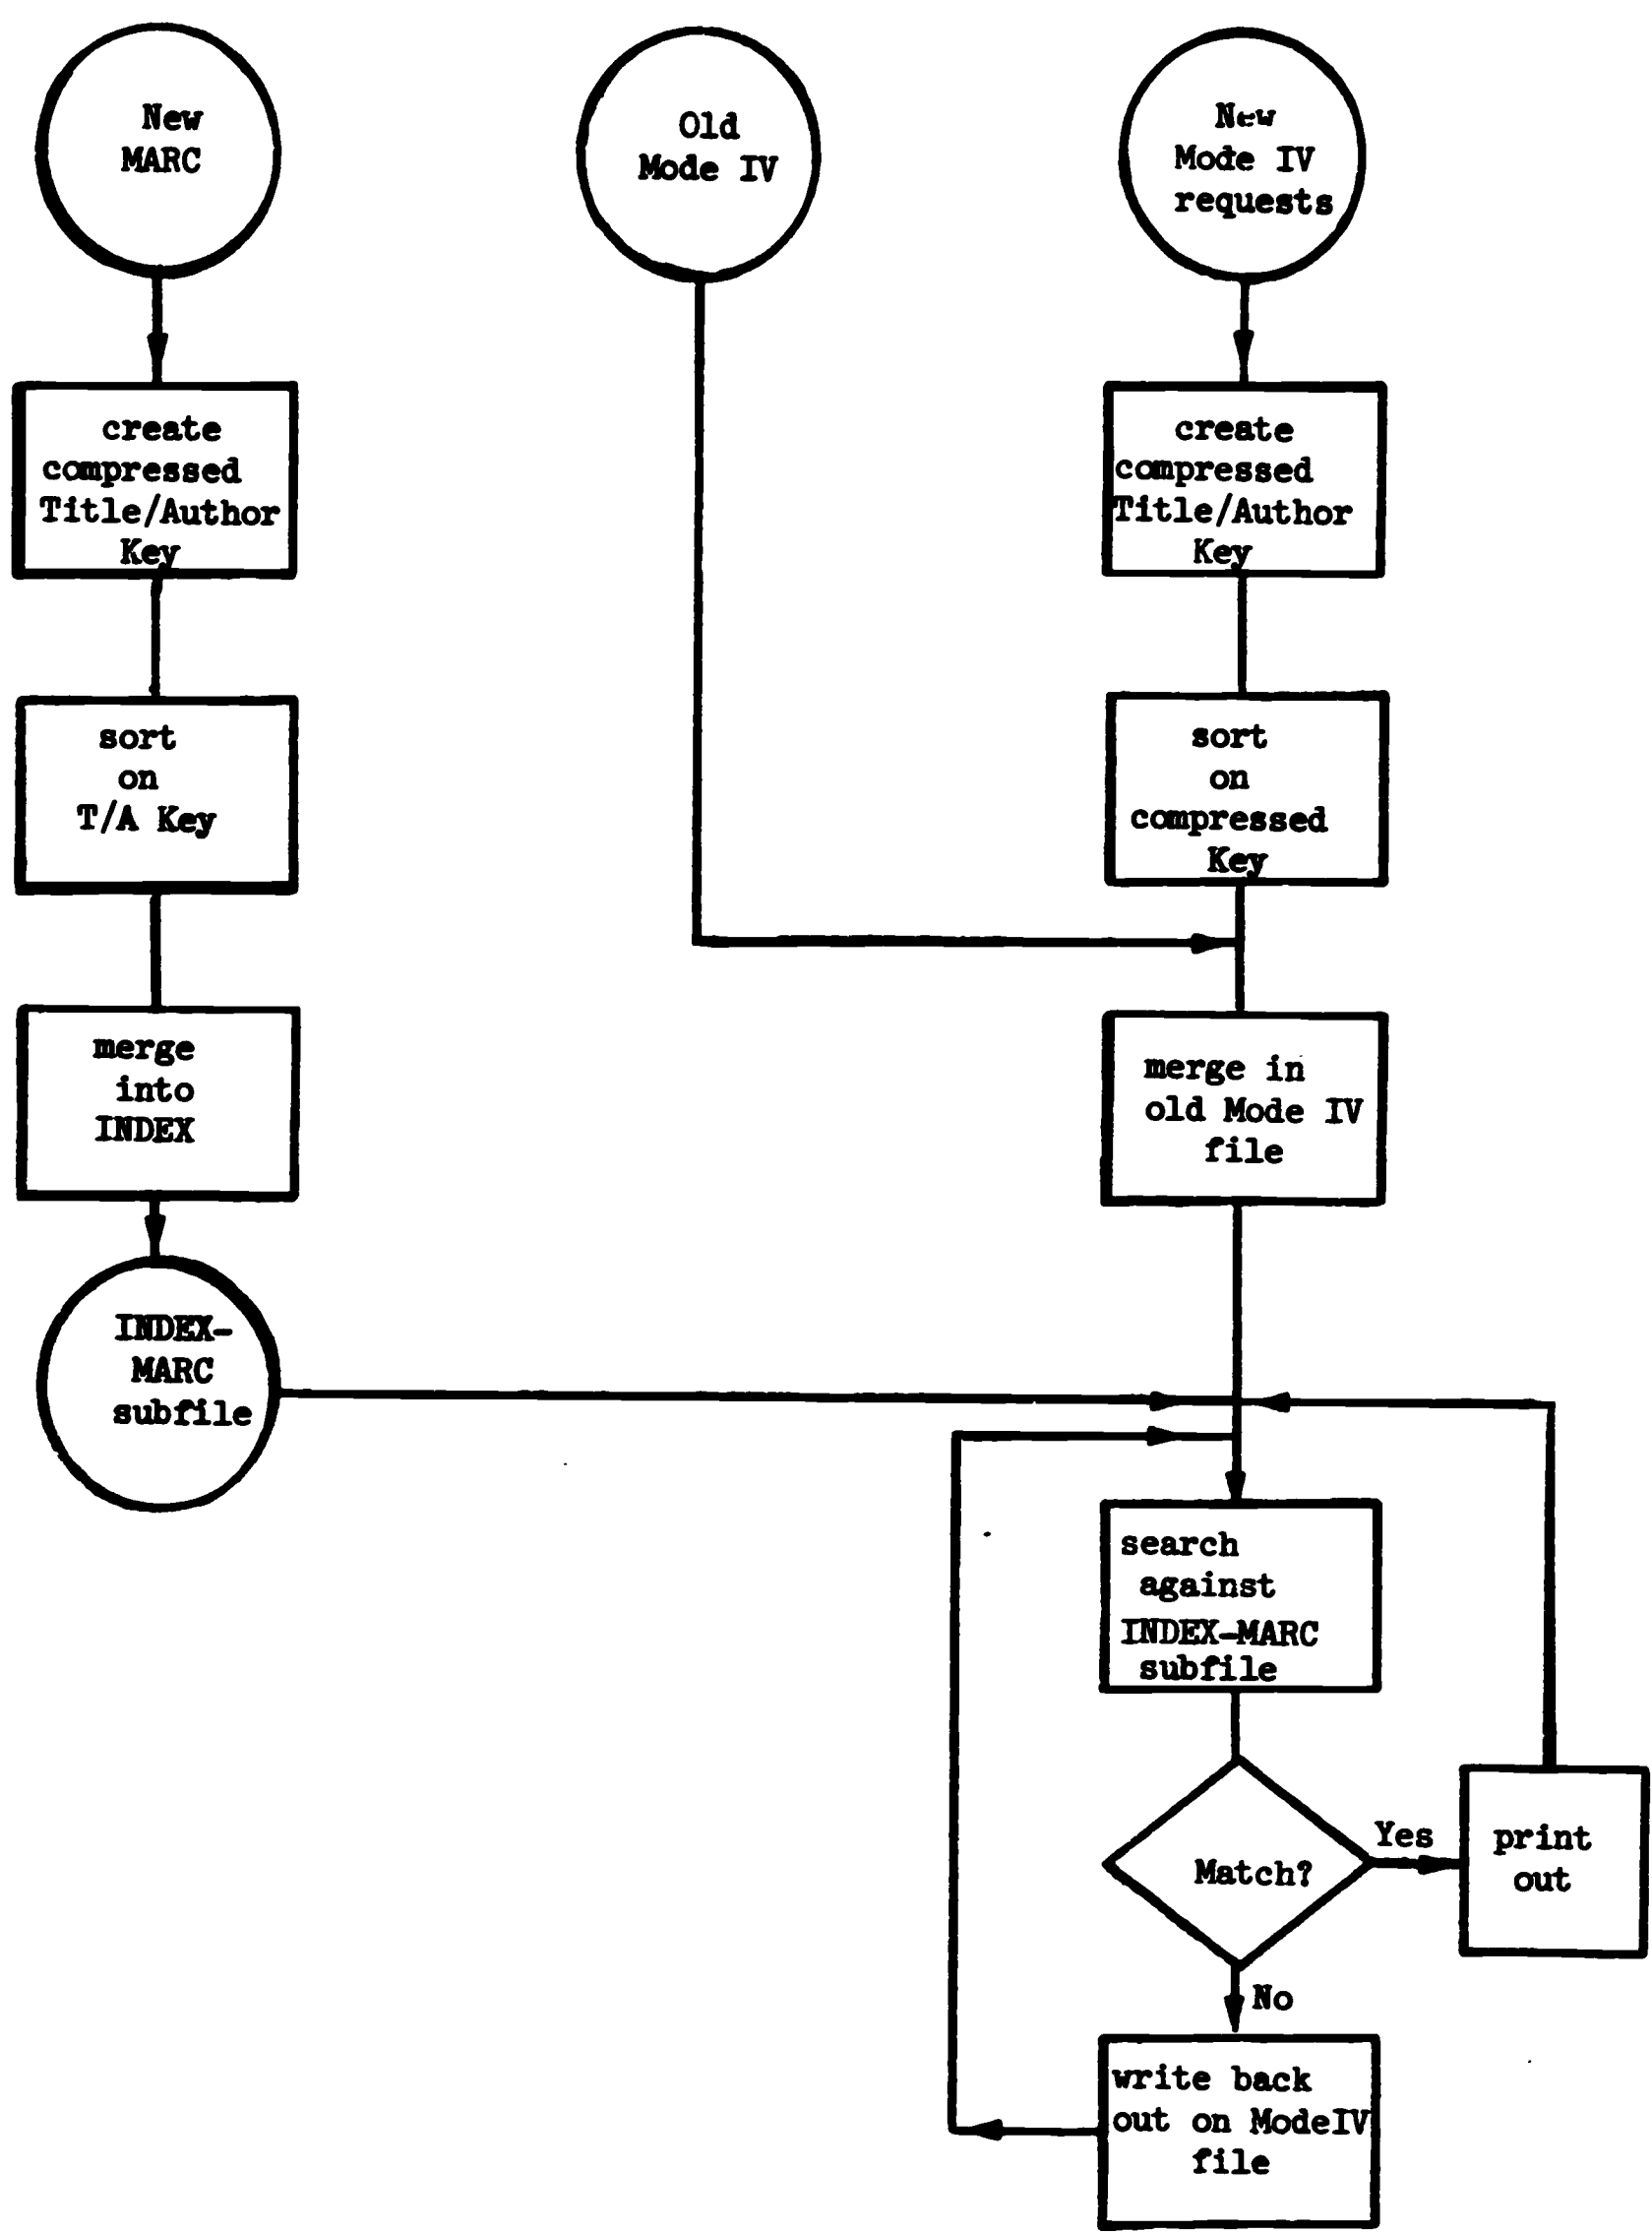 New
MARC
Old
Mode IV
New
Mode IV
requests
create
compressed
Title/Author
Key
create
compressed
Title/Author
Key
sort
on
T/A Key
sort
on
compressed
Key
merge
into
INDEX
merge in
old Mode IV
file
INDEX-
MARC
subfile
search
against
INDEX-MARC
subfile
Match?
Yes
print
out
No
write back
out on ModeIV
file